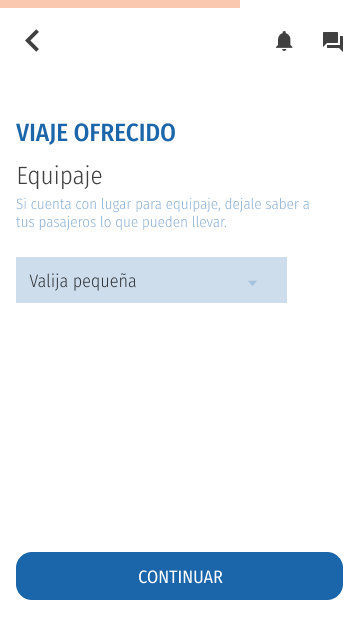 VIAJE OFRECIDO
Equipaje
Si cuenta con lugar para equipaje, dejale saber a
tus pasajeros lo que pueden llevar.
Valija pequeña
CONTINUAR